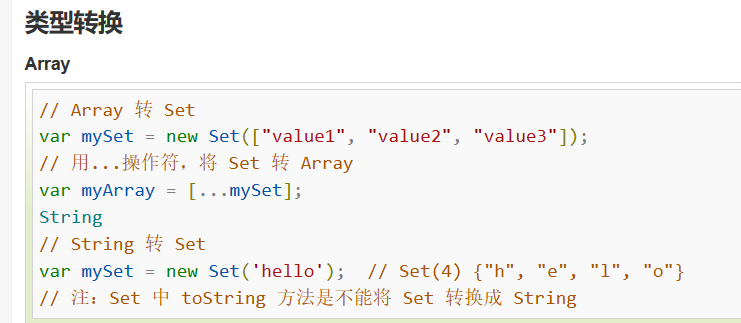 类型转换
Array
// Array 转 Set
var mySet = new Set(["value1", "value2", "value3"]);
// 用...操作符，将 Set 转 Array
var myArray = [...mySet];
String
// String 转 Set
var mySet = new Set('hello');  // Set(4) {"h", "e", "l", "o"}
// 注：Set 中 toString 方法是不能将 Set 转换成 String